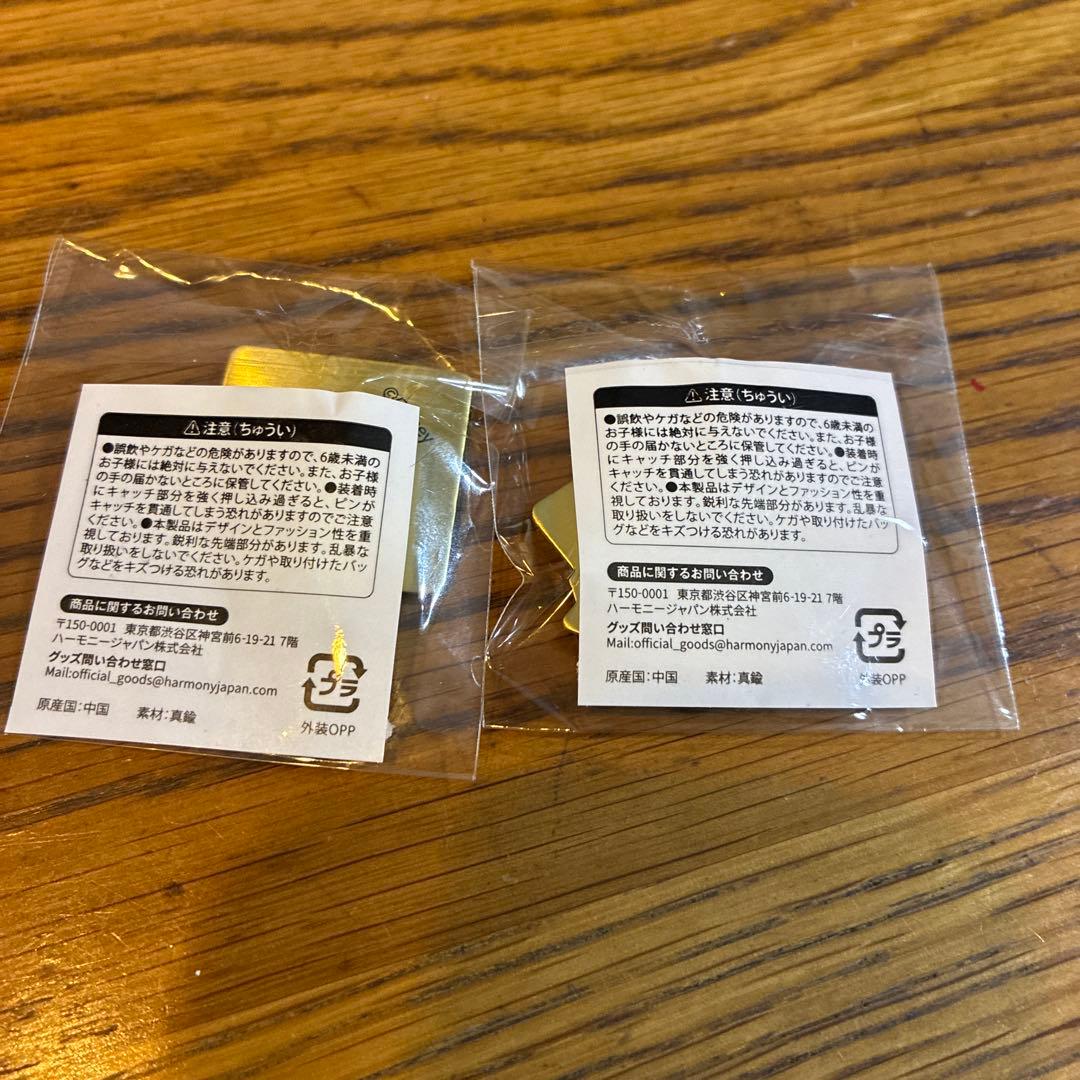 ⚠注意(ちゅうい)
●誤飲やケガなどの危険がありますので、6歳未満の
お子様には絶対に与えないでください。また、お子様
の手の届かないところに保管してください。●装着時
にキャッチ部分を強く押し込み過ぎると、ピンが
キャッチを貫通してしまう恐れがありますのでご注意
ください。●本製品はデザインとファッション性を重
視しております。鋭利な先端部分があります。乱暴な
取り扱いをしないでください。ケガや取り付けたバッ
グなどをキズつける恐れがあります。
商品に関するお問い合わせ
〒150-0001 東京都渋谷区神宮前6-19-21 7階
ハーモニージャパン株式会社
グッズ問い合わせ窓口
Mail:official_goods@harmonyjapan.com
原産国:中国 素材:真鍮
プラ
外装OPP
⚠注意(ちゅうい)
●誤飲やケガなどの危険がありますので、6歳未満の
お子様には絶対に与えないでください。また、お子様
の手の届かないところに保管してください。●装着時
にキャッチ部分を強く押し込み過ぎると、ピンが
キャッチを貫通してしまう恐れがありますのでご注意
ください。●本製品はデザインとファッション性を重
視しております。鋭利な先端部分があります。乱暴な
取り扱いをしないでください。ケガや取り付けたバッ
グなどをキズつける恐れがあります。
商品に関するお問い合わせ
〒150-0001 東京都渋谷区神宮前6-19-21 7階
ハーモニージャパン株式会社
グッズ問い合わせ窓口
Mail:official_goods@harmonyjapan.com
原産国:中国 素材:真鍮
プラ
外装OPP